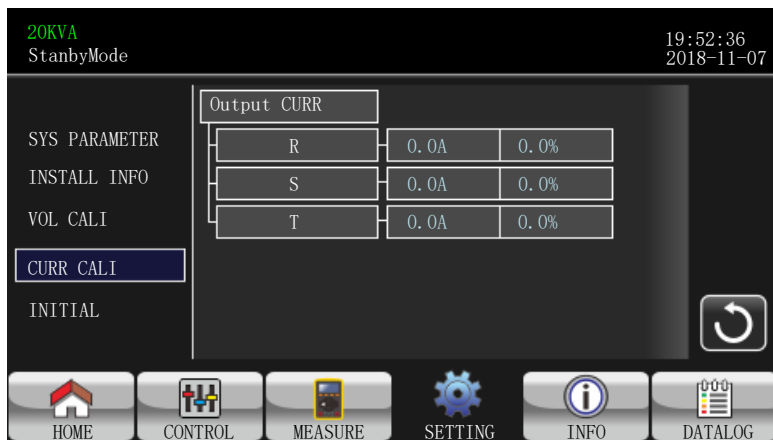 20KVA
StanbyMode
19:52:36
2018-11-07
SYS PARAMETER
INSTALL INFO
VOL CALI
CURR CALI
INITIAL
Output CURR
R 0.0A 0.0%
S 0.0A 0.0%
T 0.0A 0.0%
HOME CONTROL MEASURE SETTING INFO DATALOG